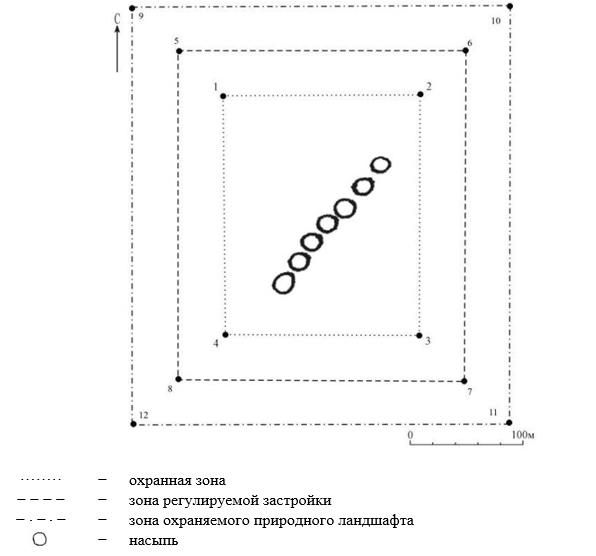 С
9
10
5
6
1
2
4
3
8
7
12
11
0 100м
– охранная зона
– зона регулируемой застройки
– зона охраняемого природного ландшафта
– насыпь